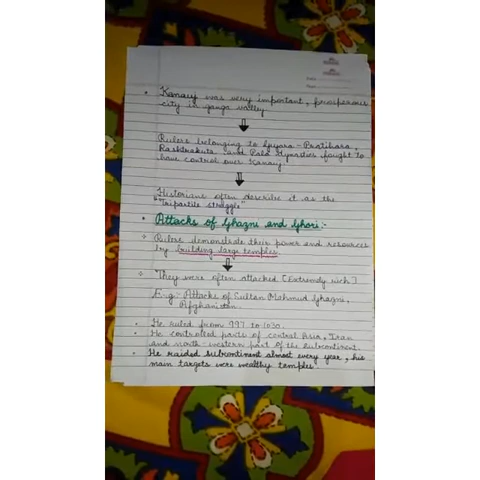 Kanauj was very important, prosperous
city in ganga valley
Rulers belonging to Gujara-Pratihara,
Rashtrakuta and Pala dynasties fought to
have control over Kanauj
Historians often describe it as the
"Tripartite struggle"
Attacks of Ghazni and Ghori:-
Rulers demonstrate their power and resources
by building large temples.
They were often attacked [Extremely rich]
E.g:- Attacks of Sultan Mahmud Ghazni,
Afghanistan.
He ruled from 997 to 1030.
He controlled parts of central Asia, Iran
and north-western part of the subcontinent.
He raided subcontinent almost every year, his
main targets were wealthy temples.